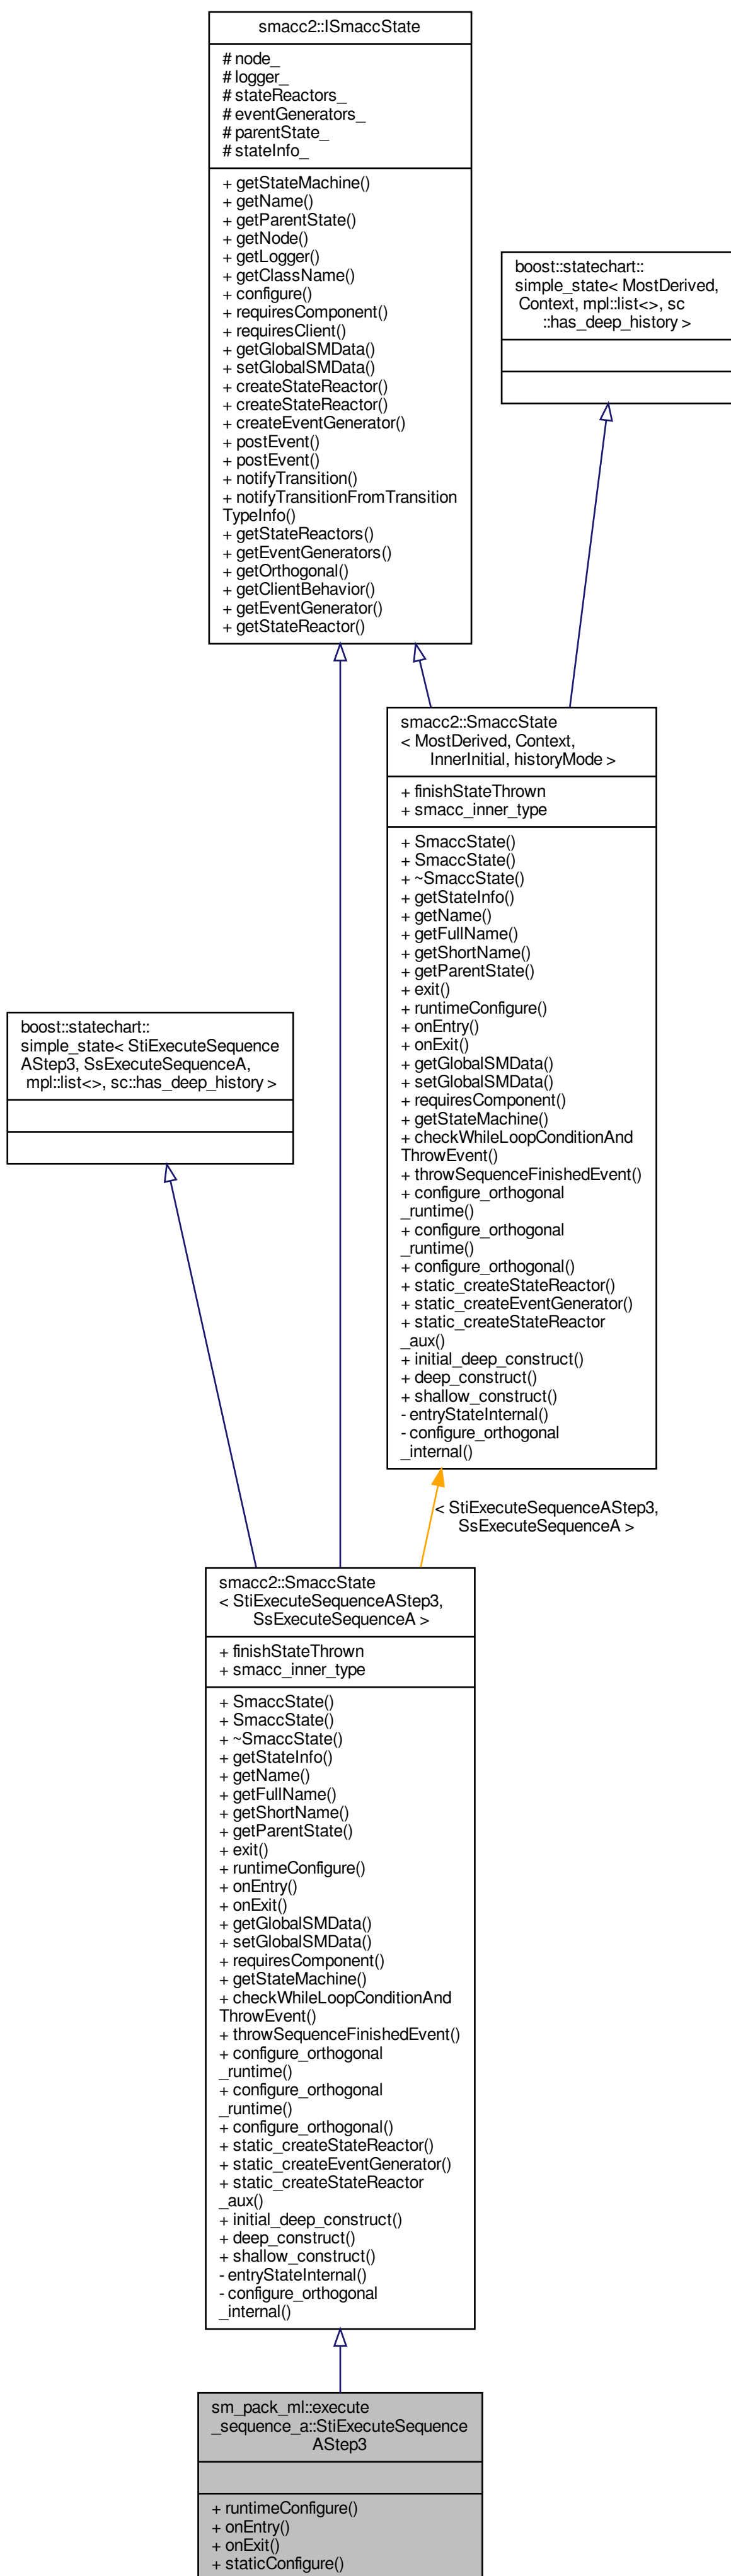 smacc2::ISmaccState
# node_
# logger_
# stateReactors_
# eventGenerators_
# parentState_
# stateInfo_
+ getStateMachine()
+ getName()
+ getParentState()
+ getNode()
+ getLogger()
+ getClassName()
+ configure()
+ requiresComponent()
+ requiresClient()
+ getGlobalSMData()
+ setGlobalSMData()
+ createStateReactor()
+ createStateReactor()
+ createEventGenerator()
+ postEvent()
+ postEvent()
+ notifyTransition()
+ notifyTransitionFromTransition
TypeInfo()
+ getStateReactors()
+ getEventGenerators()
+ getOrthogonal()
+ getClientBehavior()
+ getEventGenerator()
+ getStateReactor()
boost::statechart::
simple_state< MostDerived,
Context, mpl::list<>, sc
::has_deep_history >
smacc2::SmaccState
< MostDerived, Context,
InnerInitial, historyMode >
+ finishStateThrown
+ smacc_inner_type
+ SmaccState()
+ SmaccState()
+ ~SmaccState()
+ getStateInfo()
+ getName()
+ getFullName()
+ getShortName()
+ getParentState()
+ exit()
+ runtimeConfigure()
+ onEntry()
+ onExit()
+ getGlobalSMData()
+ setGlobalSMData()
+ requiresComponent()
+ getStateMachine()
+ checkWhileLoopConditionAnd
ThrowEvent()
+ throwSequenceFinishedEvent()
+ configure_orthogonal
_runtime()
+ configure_orthogonal
_runtime()
+ configure_orthogonal()
+ static_createStateReactor()
+ static_createEventGenerator()
+ static_createStateReactor
_aux()
+ initial_deep_construct()
+ deep_construct()
+ shallow_construct()
- entryStateInternal()
- configure_orthogonal
_internal()
boost::statechart::
simple_state< StiExecuteSequence
AStep3, SsExecuteSequenceA,
mpl::list<>, sc::has_deep_history >
< StiExecuteSequenceAStep3,
SsExecuteSequenceA >
smacc2::SmaccState
< StiExecuteSequenceAStep3,
SsExecuteSequenceA >
+ finishStateThrown
+ smacc_inner_type
+ SmaccState()
+ SmaccState()
+ ~SmaccState()
+ getStateInfo()
+ getName()
+ getFullName()
+ getShortName()
+ getParentState()
+ exit()
+ runtimeConfigure()
+ onEntry()
+ onExit()
+ getGlobalSMData()
+ setGlobalSMData()
+ requiresComponent()
+ getStateMachine()
+ checkWhileLoopConditionAnd
ThrowEvent()
+ throwSequenceFinishedEvent()
+ configure_orthogonal
_runtime()
+ configure_orthogonal
_runtime()
+ configure_orthogonal()
+ static_createStateReactor()
+ static_createEventGenerator()
+ static_createStateReactor
_aux()
+ initial_deep_construct()
+ deep_construct()
+ shallow_construct()
- entryStateInternal()
- configure_orthogonal
_internal()
sm_pack_ml::execute
_sequence_a::StiExecuteSequence
AStep3
+ runtimeConfigure()
+ onEntry()
+ onExit()
+ staticConfigure()